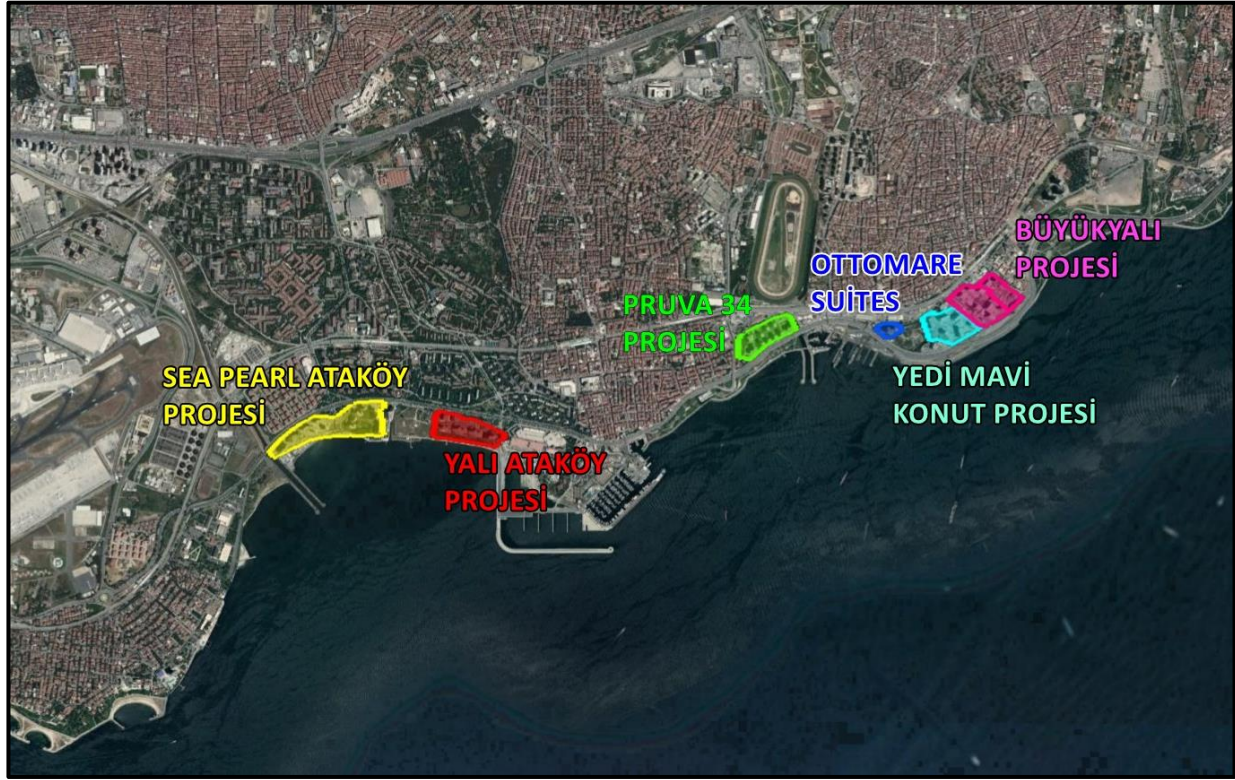 BÜYÜKYALI
PROJESİ
OTTOMARE
SUİTES
PRUVA 34
PROJESİ
YEDİ MAVİ
KONUT PROJESİ
SEA PEARL ATAKÖY
PROJESİ
YALI ATAKÖY
PROJESİ